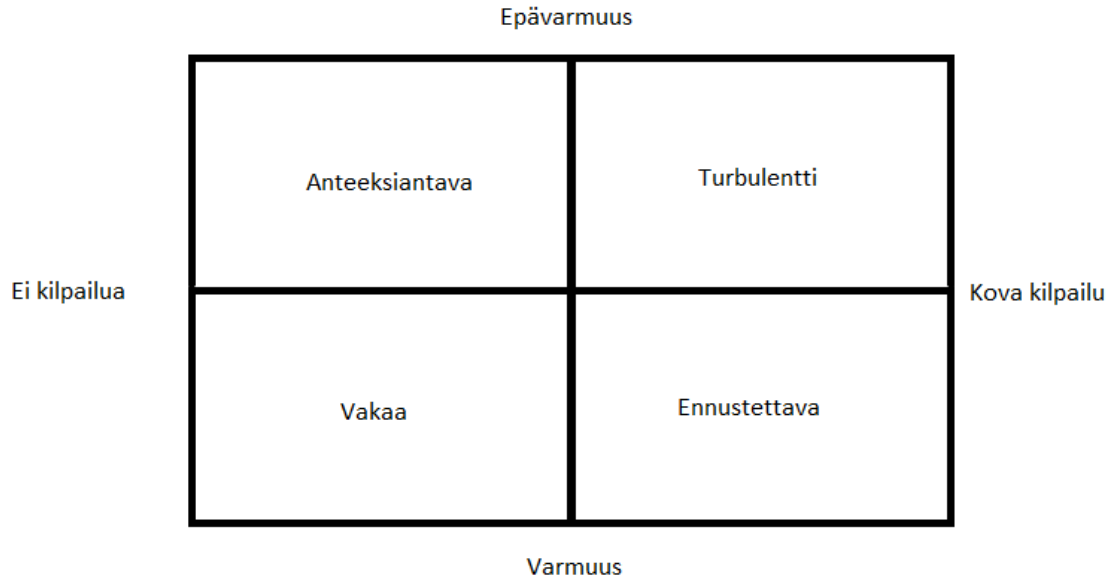 Epävarmuus
Anteeksiantava
Turbulentti
Ei kilpailua
Kova kilpailu
Vakaa
Ennustettava
Varmuus